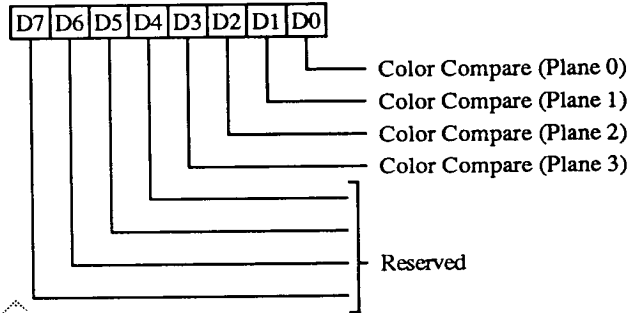 D7 D6 D5 D4 D3 D2 D1 D0
Color Compare (Plane 0)
Color Compare (Plane 1)
Color Compare (Plane 2)
Color Compare (Plane 3)
Reserved